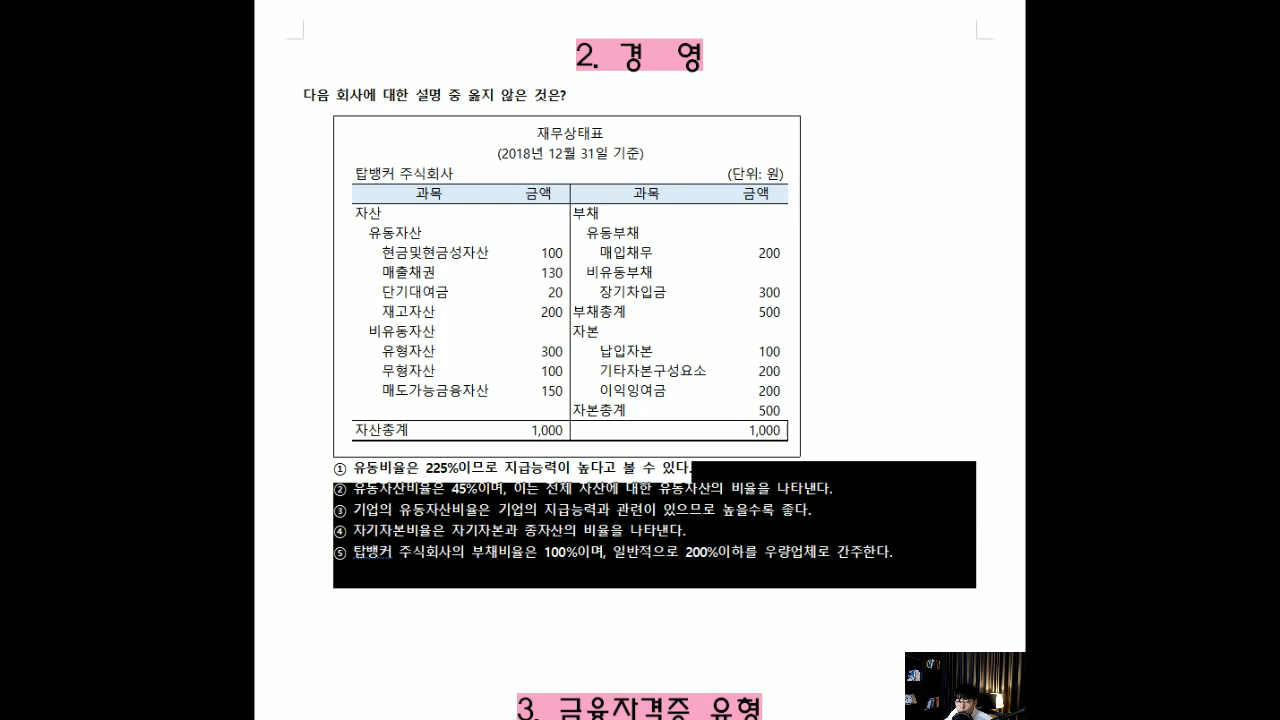 2. 경 영
다음 회사에 대한 설명 중 옳지 않은 것은?
재무상태표
(2018년 12월 31일 기준)
탑뱅커 주식회사 (단위: 원)
과목 금액 과목 금액
자산 부채
유동자산 유동부채
현금및현금성자산 100 매입채무 200
매출채권 130 비유동부채
단기대여금 20 장기차입금 300
재고자산 200 부채총계 500
비유동자산 자본
유형자산 300 납입자본 100
무형자산 100 기타자본구성요소 200
매도가능금융자산 150 이익잉여금 200
자본총계 500
자산총계 1,000 1,000
① 유동비율은 225%이므로 지급능력이 높다고 볼 수 있다.
② 유동자산비율은 45%이며, 이는 전체 자산에 대한 유동자산의 비율을 나타낸다.
③ 기업의 유동자산비율은 기업의 지급능력과 관련이 있으므로 높을수록 좋다.
④ 자기자본비율은 자기자본과 총자산의 비율을 나타낸다.
⑤ 탑뱅커 주식회사의 부채비율은 100%이며, 일반적으로 200%이하를 우량업체로 간주한다.
3. 금융자격증 유형